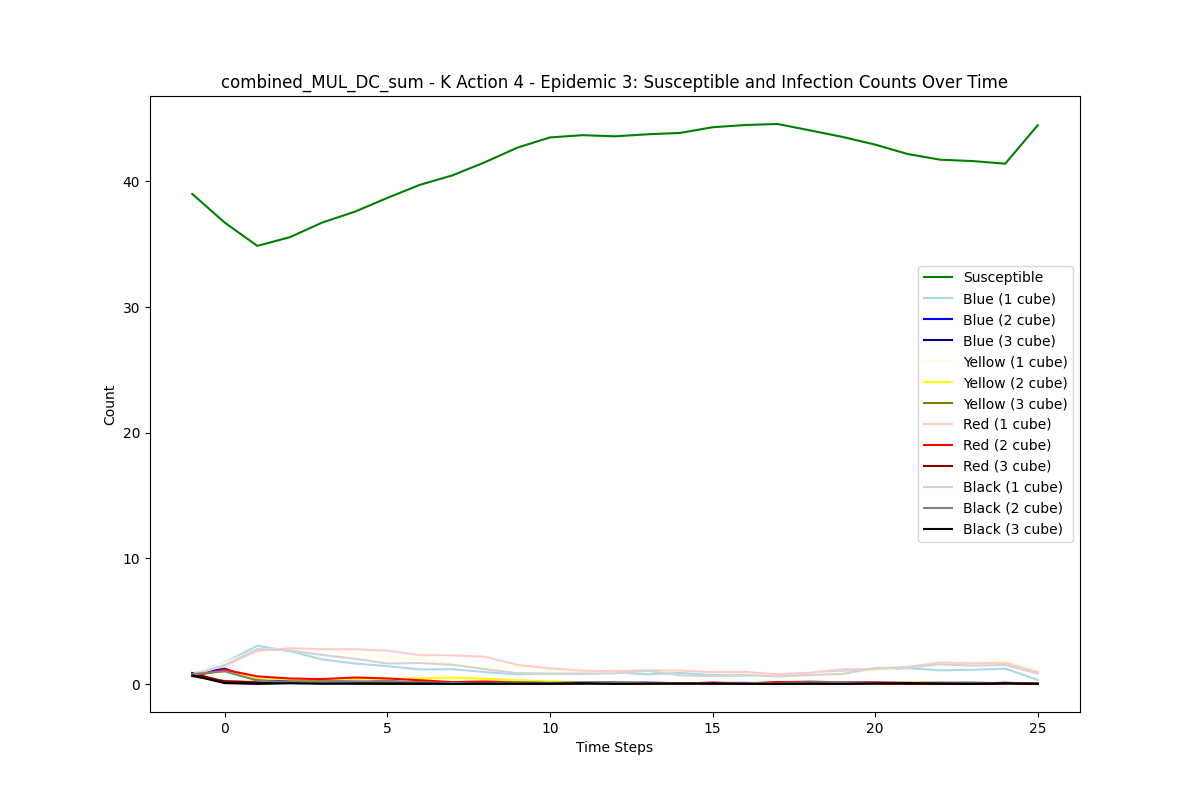 combined_MUL_DC_sum - K Action 4 - Epidemic 3: Susceptible and Infection Counts Over Time
Count
40
30
20
10
0
Susceptible
Blue (1 cube)
Blue (2 cube)
Blue (3 cube)
Yellow (1 cube)
Yellow (2 cube)
Yellow (3 cube)
Red (1 cube)
Red (2 cube)
Red (3 cube)
Black (1 cube)
Black (2 cube)
Black (3 cube)
0 5 10 15 20 25
Time Steps